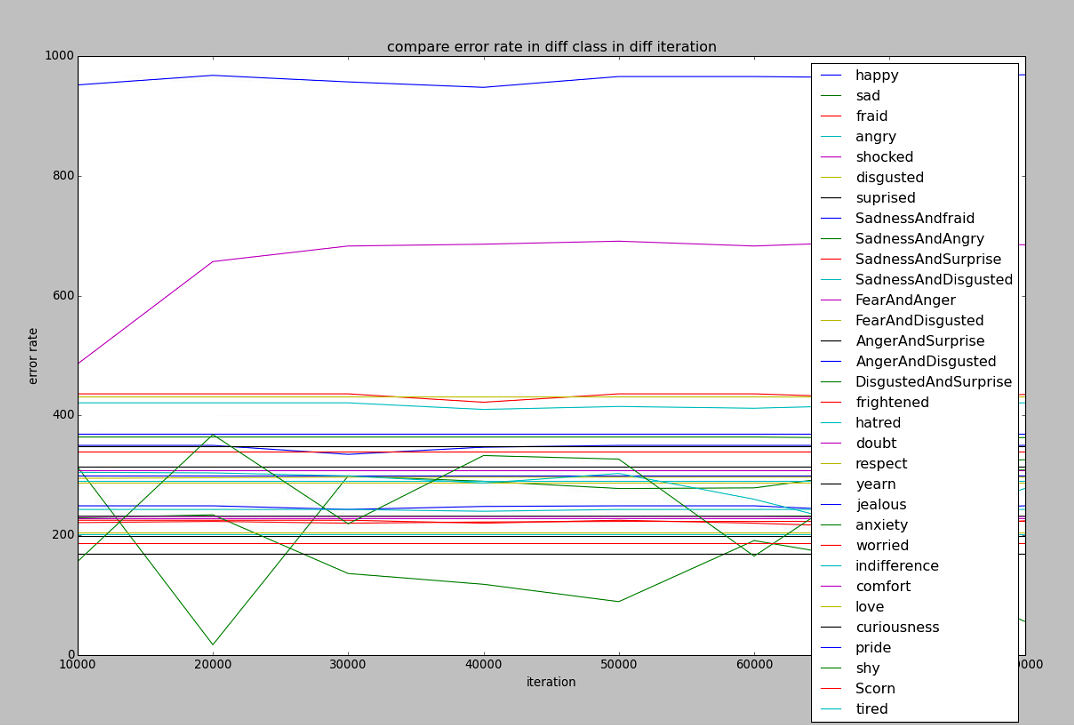 compare error rate in diff class in diff iteration
1000
800
600
400
200
0
error rate
10000
20000
30000
40000
50000
60000
0000
iteration
happy
sad
fraid
angry
shocked
disgusted
suprised
SadnessAndfraid
SadnessAndAngry
SadnessAndSurprise
SadnessAndDisgusted
FearAndAnger
FearAndDisgusted
AngerAndSurprise
AngerAndDisgusted
DisgustedAndSurprise
frightened
hatred
doubt
respect
yearn
jealous
anxiety
worried
indifference
comfort
love
curiousness
pride
shy
Scorn
tired